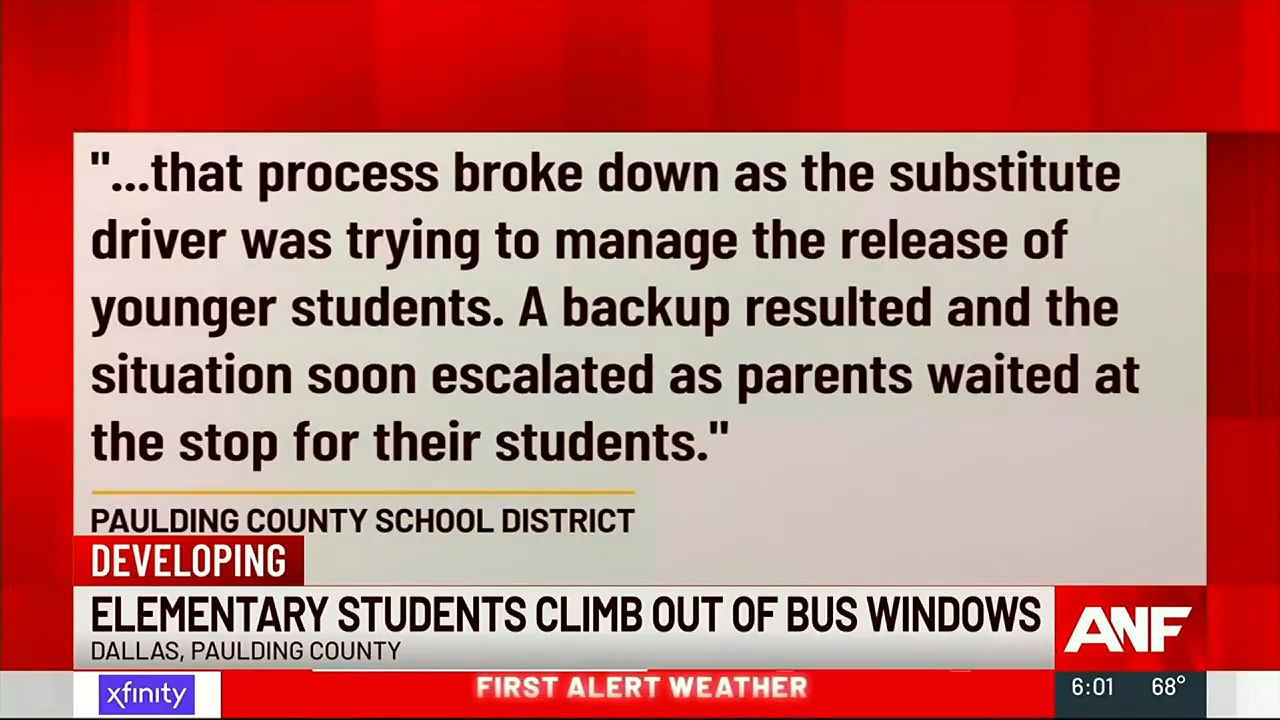 "...that process broke down as the substitute
driver was trying to manage the release of
younger students. A backup resulted and the
situation soon escalated as parents waited at
the stop for their students."
PAULDING COUNTY SCHOOL DISTRICT
DEVELOPING
ELEMENTARY STUDENTS CLIMB OUT OF BUS WINDOWS
DALLAS, PAULDING COUNTY
ANF
xfinity
FIRST ALERT WEATHER
6:01 68°